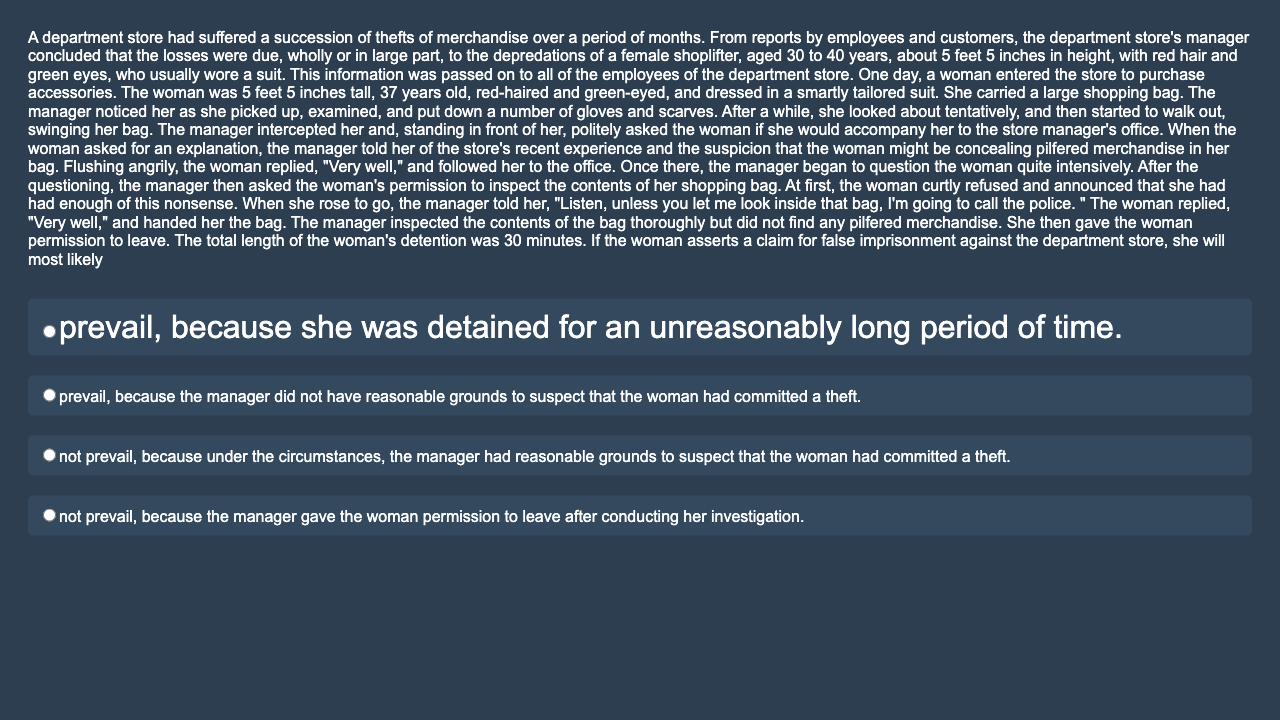 A department store had suffered a succession of thefts of merchandise over a period of months. From reports by employees and customers, the department store's manager
concluded that the losses were due, wholly or in large part, to the depredations of a female shoplifter, aged 30 to 40 years, about 5 feet 5 inches in height, with red hair and
green eyes, who usually wore a suit. This information was passed on to all of the employees of the department store. One day, a woman entered the store to purchase
accessories. The woman was 5 feet 5 inches tall, 37 years old, red-haired and green-eyed, and dressed in a smartly tailored suit. She carried a large shopping bag. The
manager noticed her as she picked up, examined, and put down a number of gloves and scarves. After a while, she looked about tentatively, and then started to walk out,
swinging her bag. The manager intercepted her and, standing in front of her, politely asked the woman if she would accompany her to the store manager's office. When the
woman asked for an explanation, the manager told her of the store's recent experience and the suspicion that the woman might be concealing pilfered merchandise in her
bag. Flushing angrily, the woman replied, "Very well," and followed her to the office. Once there, the manager began to question the woman quite intensively. After the
questioning, the manager then asked the woman's permission to inspect the contents of her shopping bag. At first, the woman curtly refused and announced that she had
had enough of this nonsense. When she rose to go, the manager told her, "Listen, unless you let me look inside that bag, I'm going to call the police. " The woman replied,
"Very well," and handed her the bag. The manager inspected the contents of the bag thoroughly but did not find any pilfered merchandise. She then gave the woman
permission to leave. The total length of the woman's detention was 30 minutes. If the woman asserts a claim for false imprisonment against the department store, she will
most likely
prevail, because she was detained for an unreasonably long period of time.
prevail, because the manager did not have reasonable grounds to suspect that the woman had committed a theft.
not prevail, because under the circumstances, the manager had reasonable grounds to suspect that the woman had committed a theft.
not prevail, because the manager gave the woman permission to leave after conducting her investigation.